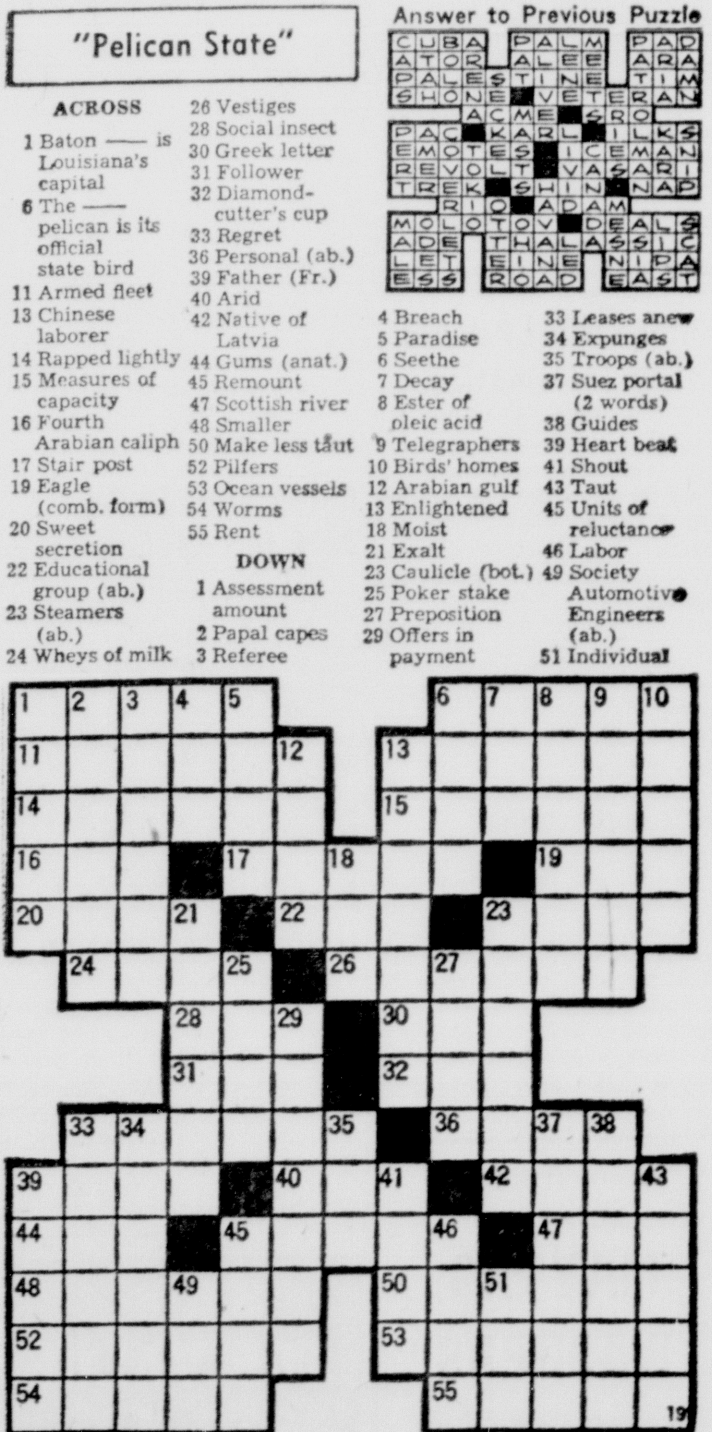 "Pelican State"
ACROSS
1 Baton —— is
Louisiana's
capital
6 The ——
pelican is its
official
state bird
11 Armed fleet
13 Chinese
laborer
14 Rapped lightly
15 Measures of
capacity
16 Fourth
Arabian caliph
17 Stair post
19 Eagle
(comb. form)
20 Sweet
secretion
22 Educational
group (ab.)
23 Steamers
(ab.)
24 Wheys of milk
26 Vestiges
28 Social insect
30 Greek letter
31 Follower
32 Diamond-
cutter's cup
33 Regret
36 Personal (ab.)
39 Father (Fr.)
40 Arid
42 Native of
Latvia
44 Gums (anat.)
45 Remount
47 Scottish river
48 Smaller
50 Make less taut
52 Pilfers
53 Ocean vessels
54 Worms
55 Rent
DOWN
1 Assessment
amount
2 Papal capes
3 Referee
Answer to Previous Puzzle
CUBA PALM PAD
ATOR ALEE ARA
PALESTINE TIM
SHONE VETERAN
ACME SRO
PAC KARL ILKS
EMOTES ICEMAN
REVOLT VASARI
TREK SHIN NAP
RIO ADAM
MOLOTOV DEALS
ADE THALASSIC
LET EINE NIPA
ESS ROAD EAST
4 Breach
5 Paradise
6 Seethe
7 Decay
8 Ester of
oleic acid
9 Telegraphers
10 Birds' homes
12 Arabian gulf
13 Enlightened
18 Moist
21 Exalt
23 Caulicle (bot.)
25 Poker stake
27 Preposition
29 Offers in
payment
33 Leases anew
34 Expunges
35 Troops (ab.)
37 Suez portal
(2 words)
38 Guides
39 Heart beat
41 Shout
43 Taut
45 Units of
reluctance
46 Labor
49 Society
Automotive
Engineers
(ab.)
51 Individual
1 2 3 4 5 6 7 8 9 10
11 12 13
14 15
16 17 18 19
20 21 22 23
24 25 26 27
28 29 30
31 32
33 34 35 36 37 38
39 40 41 42 43
44 45 46 47
48 49 50 51
52 53
54 55
19